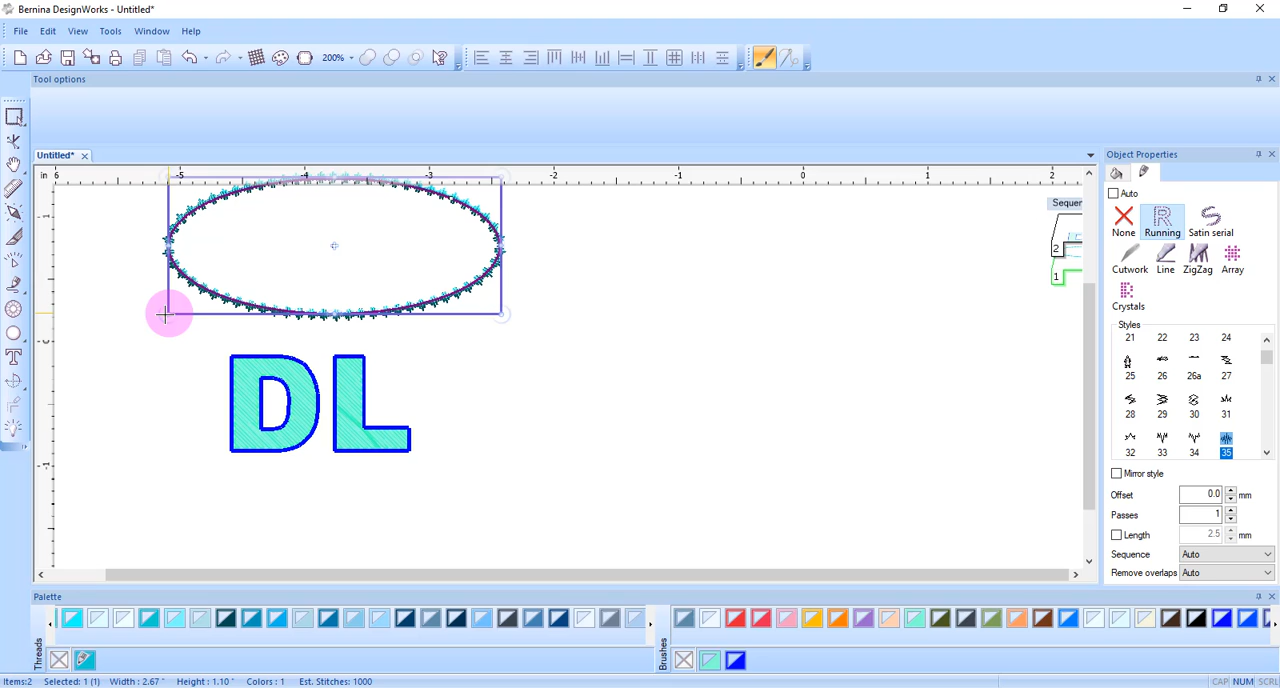 Bernina DesignWorks - Untitled*
File Edit View Tools Window Help
200%
Tool options
Untitled*
in 6 -5 -4 -3 -2 -1 0 1 2
Object Properties
Auto
None Running Satin serial
Cutwork Line ZigZag Array
Crystals
Styles
21 22 23 24
25 26 26a 27
28 29 30 31
32 33 34 35
Mirror style
Offset 0.0 mm
Passes 1
Length 2.5 mm
Sequence Auto
Remove overlaps Auto
Sequen
2
1
1
0
-1
DL
Palette
Threads
Brushes
Items:2 Selected: 1 (1) Width : 2.67 " Height : 1.10 " Colors : 1 Est. Stitches: 1000
CAP NUM SCRL